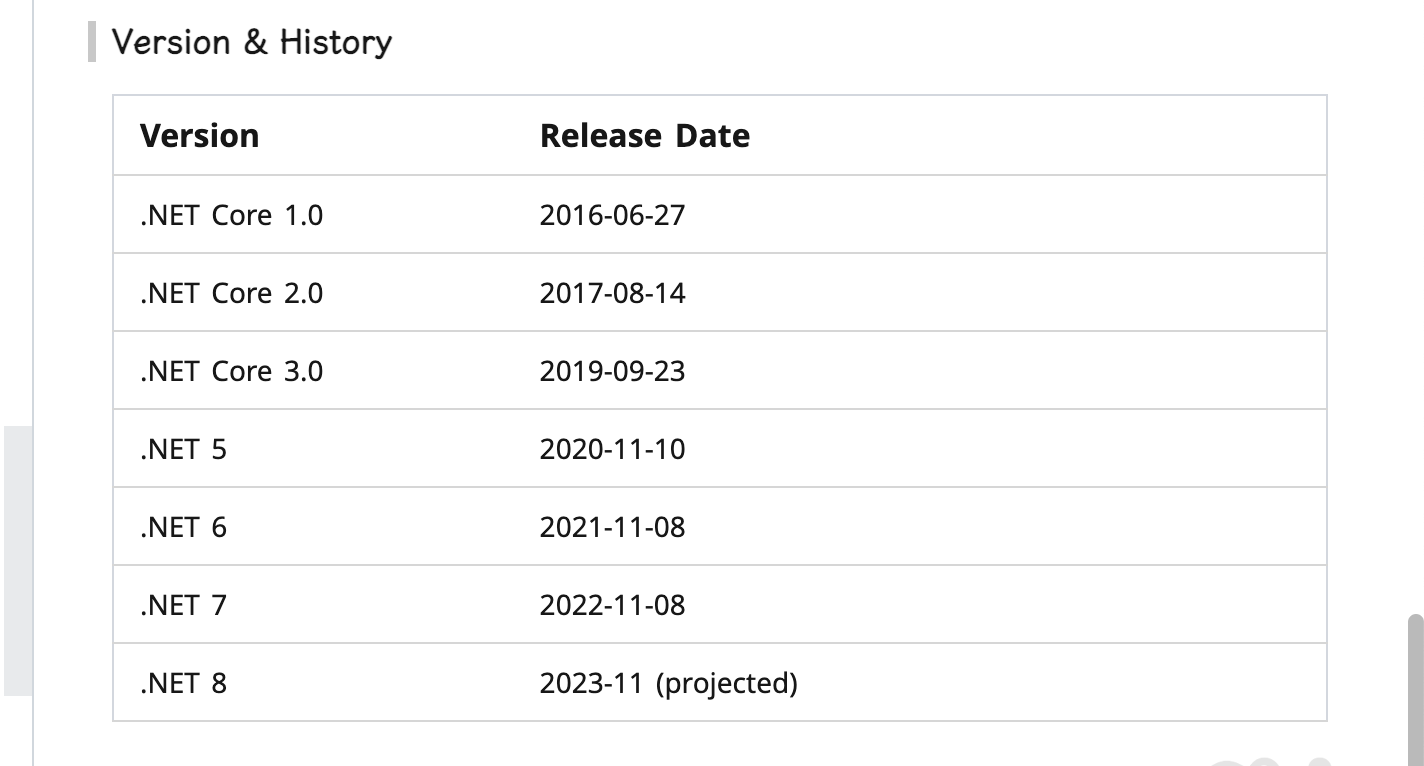 Version & History
Version Release Date
.NET Core 1.0 2016-06-27
.NET Core 2.0 2017-08-14
.NET Core 3.0 2019-09-23
.NET 5 2020-11-10
.NET 6 2021-11-08
.NET 7 2022-11-08
.NET 8 2023-11 (projected)